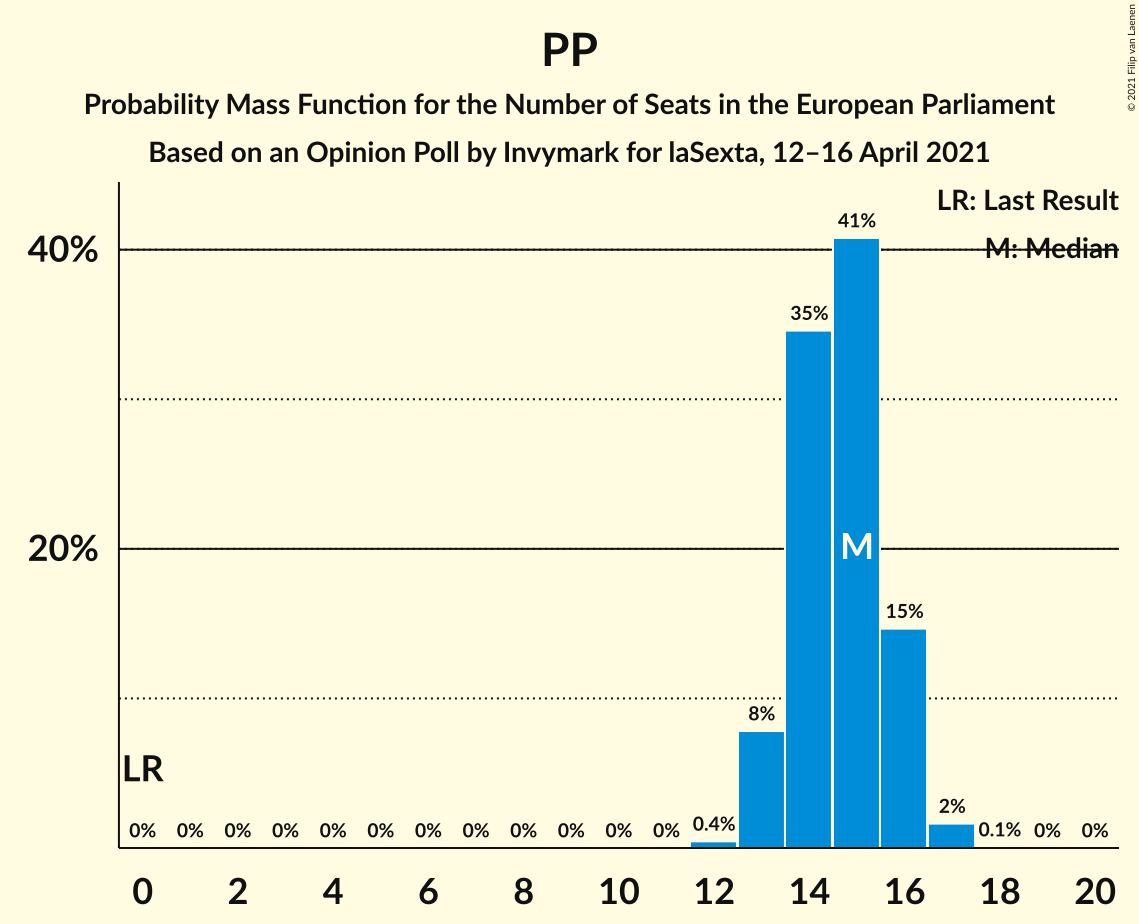 PP
Probability Mass Function for the Number of Seats in the European Parliament
Based on an Opinion Poll by Invymark for laSexta, 12–16 April 2021
© 2021 Filip van Laenen
LR: Last Result
M: Median
40%
20%
41%
35%
M
15%
8%
LR
2%
0% 0% 0% 0% 0% 0% 0% 0% 0% 0% 0% 0% 0.4% 0.1% 0% 0%
0 2 4 6 8 10 12 14 16 18 20